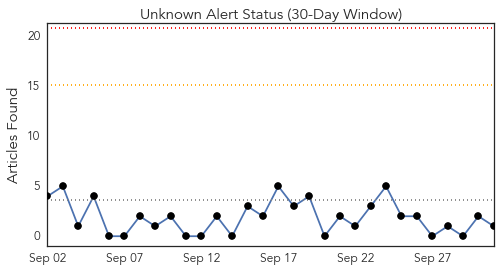 Unknown Alert Status (30-Day Window)
Articles Found
20
15
10
5
0
Sep 02 Sep 07 Sep 12 Sep 17 Sep 22 Sep 27